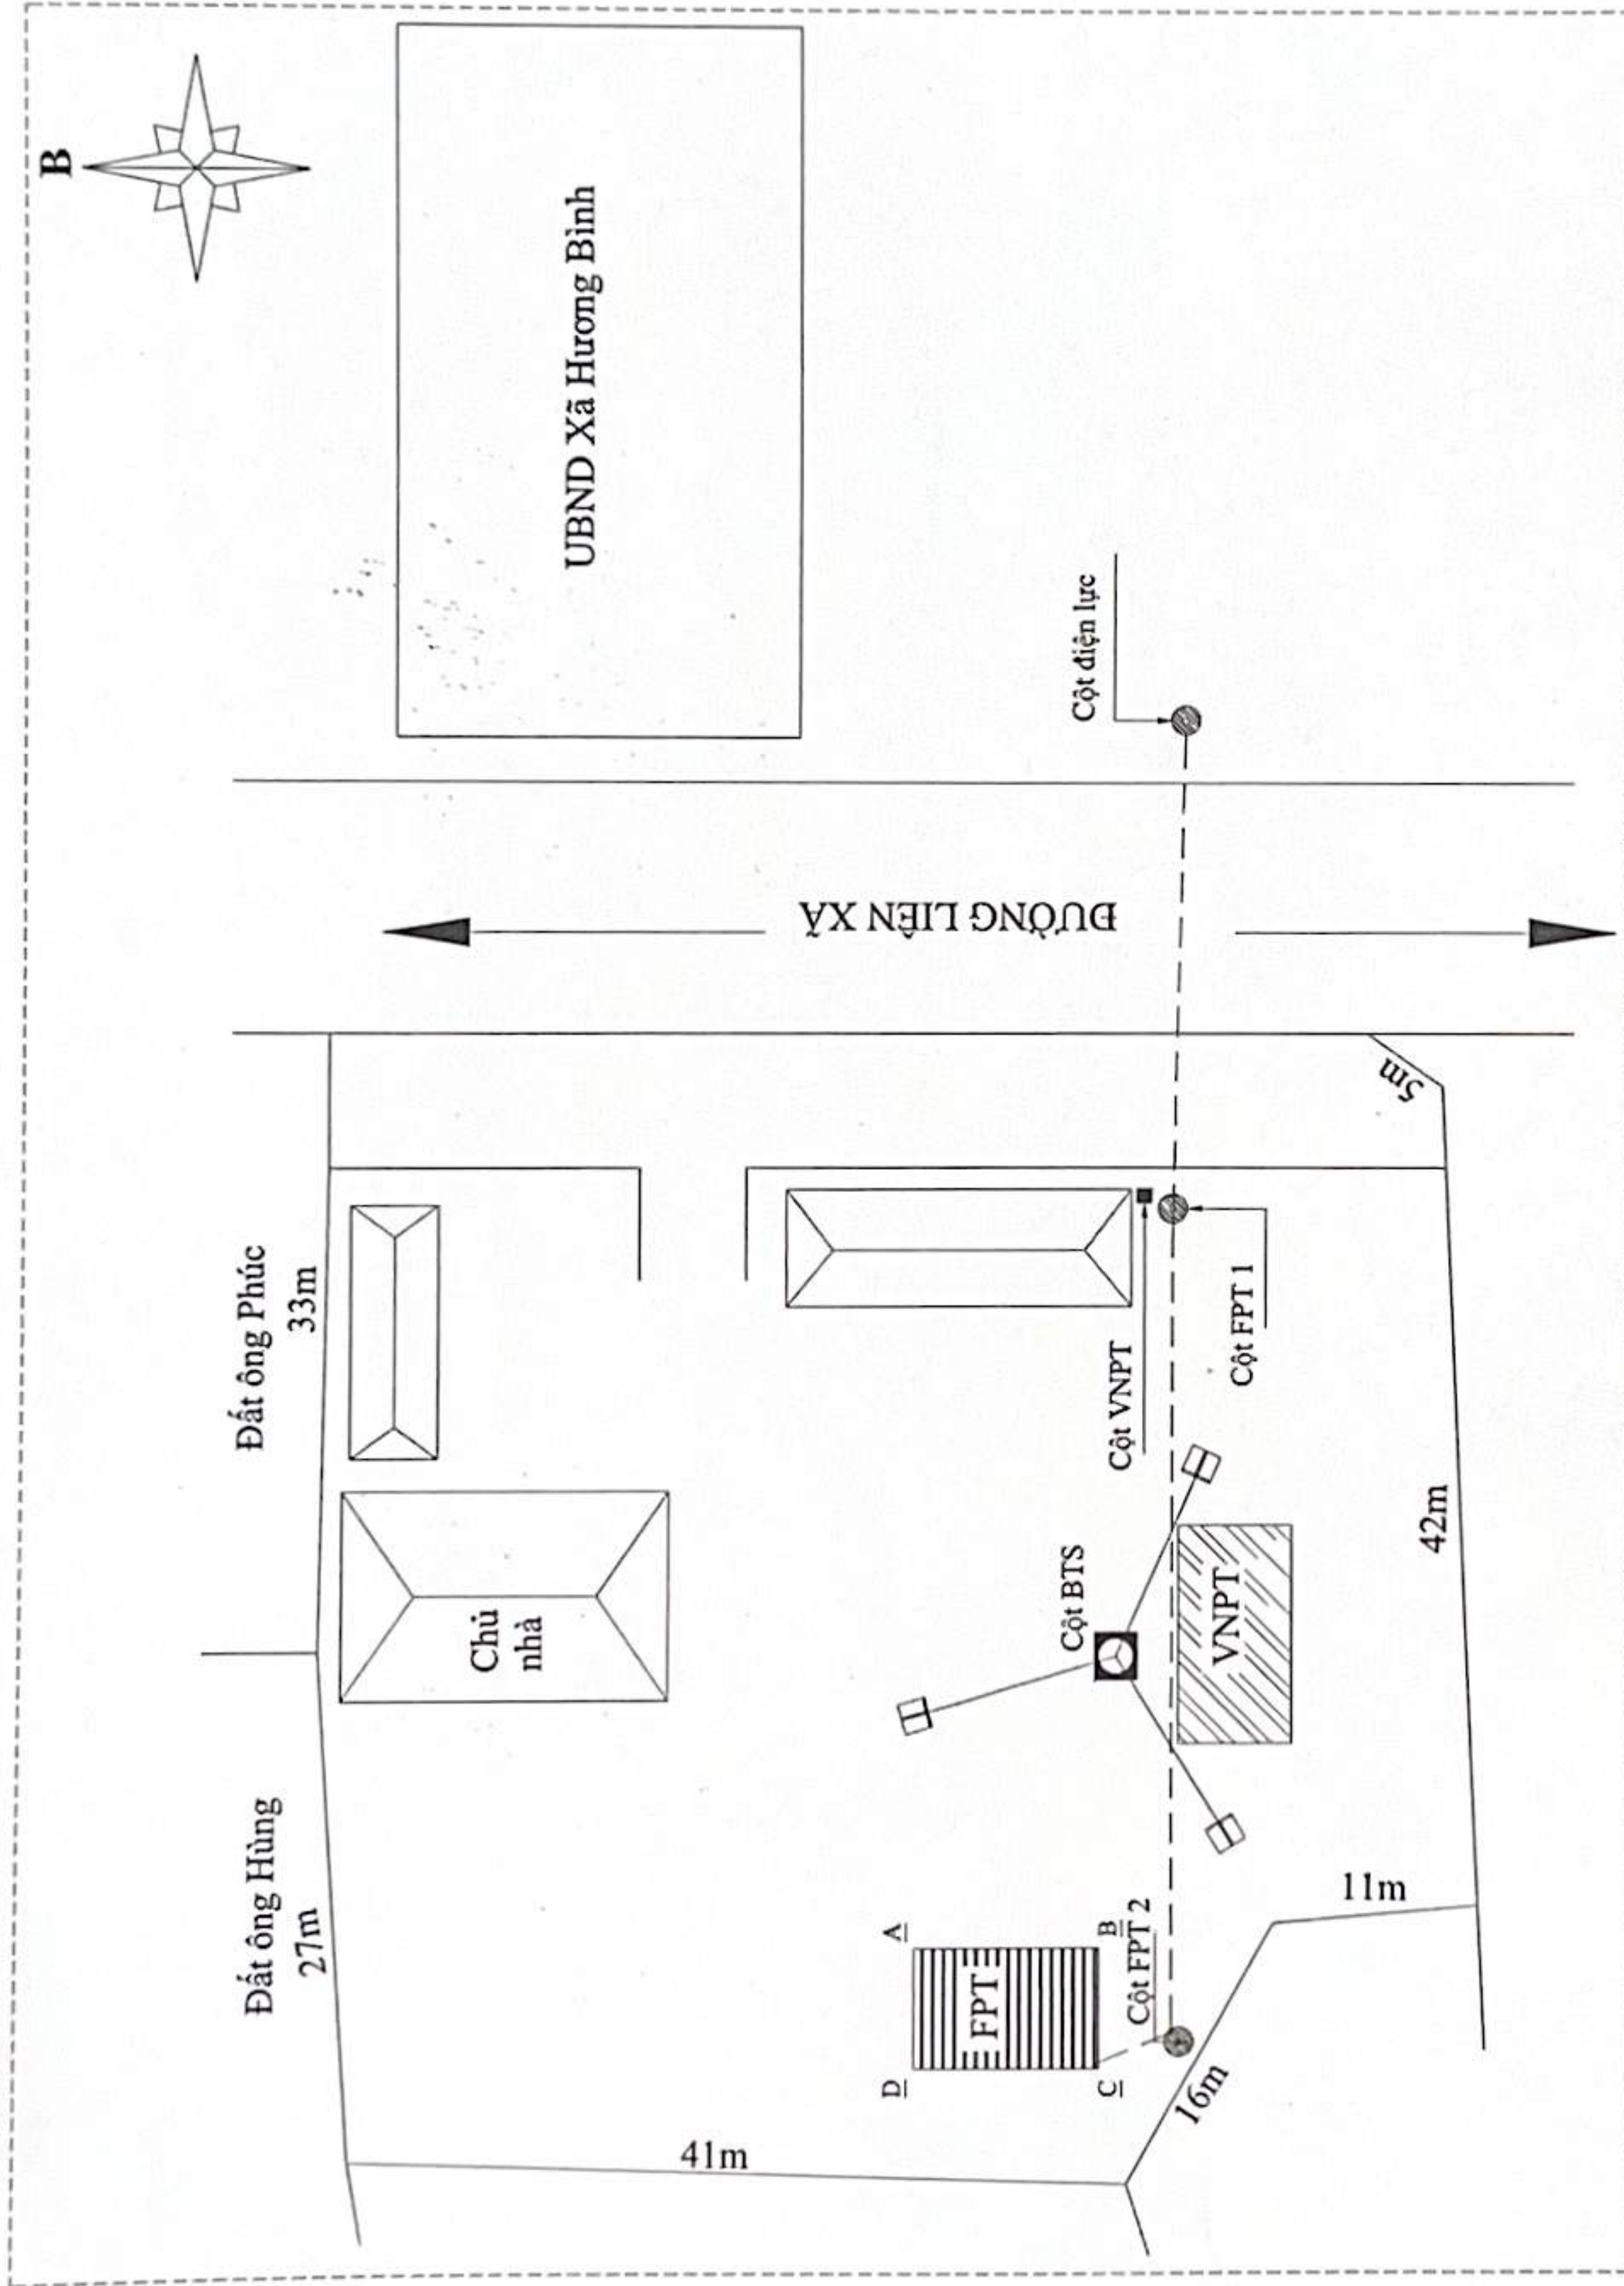 B
UBND Xã Hương Bình
Cột điện lực
ĐƯỜNG LIÊN XÃ
5m
Đất ông Phúc
33m
Cột VNPT
Cột FPT 1
42m
Chủ
nhà
Cột BTS
VNPT
Đất ông Hùng
27m
11m
A
B
FPT
Cột FPT 2
D
C
16m
41m